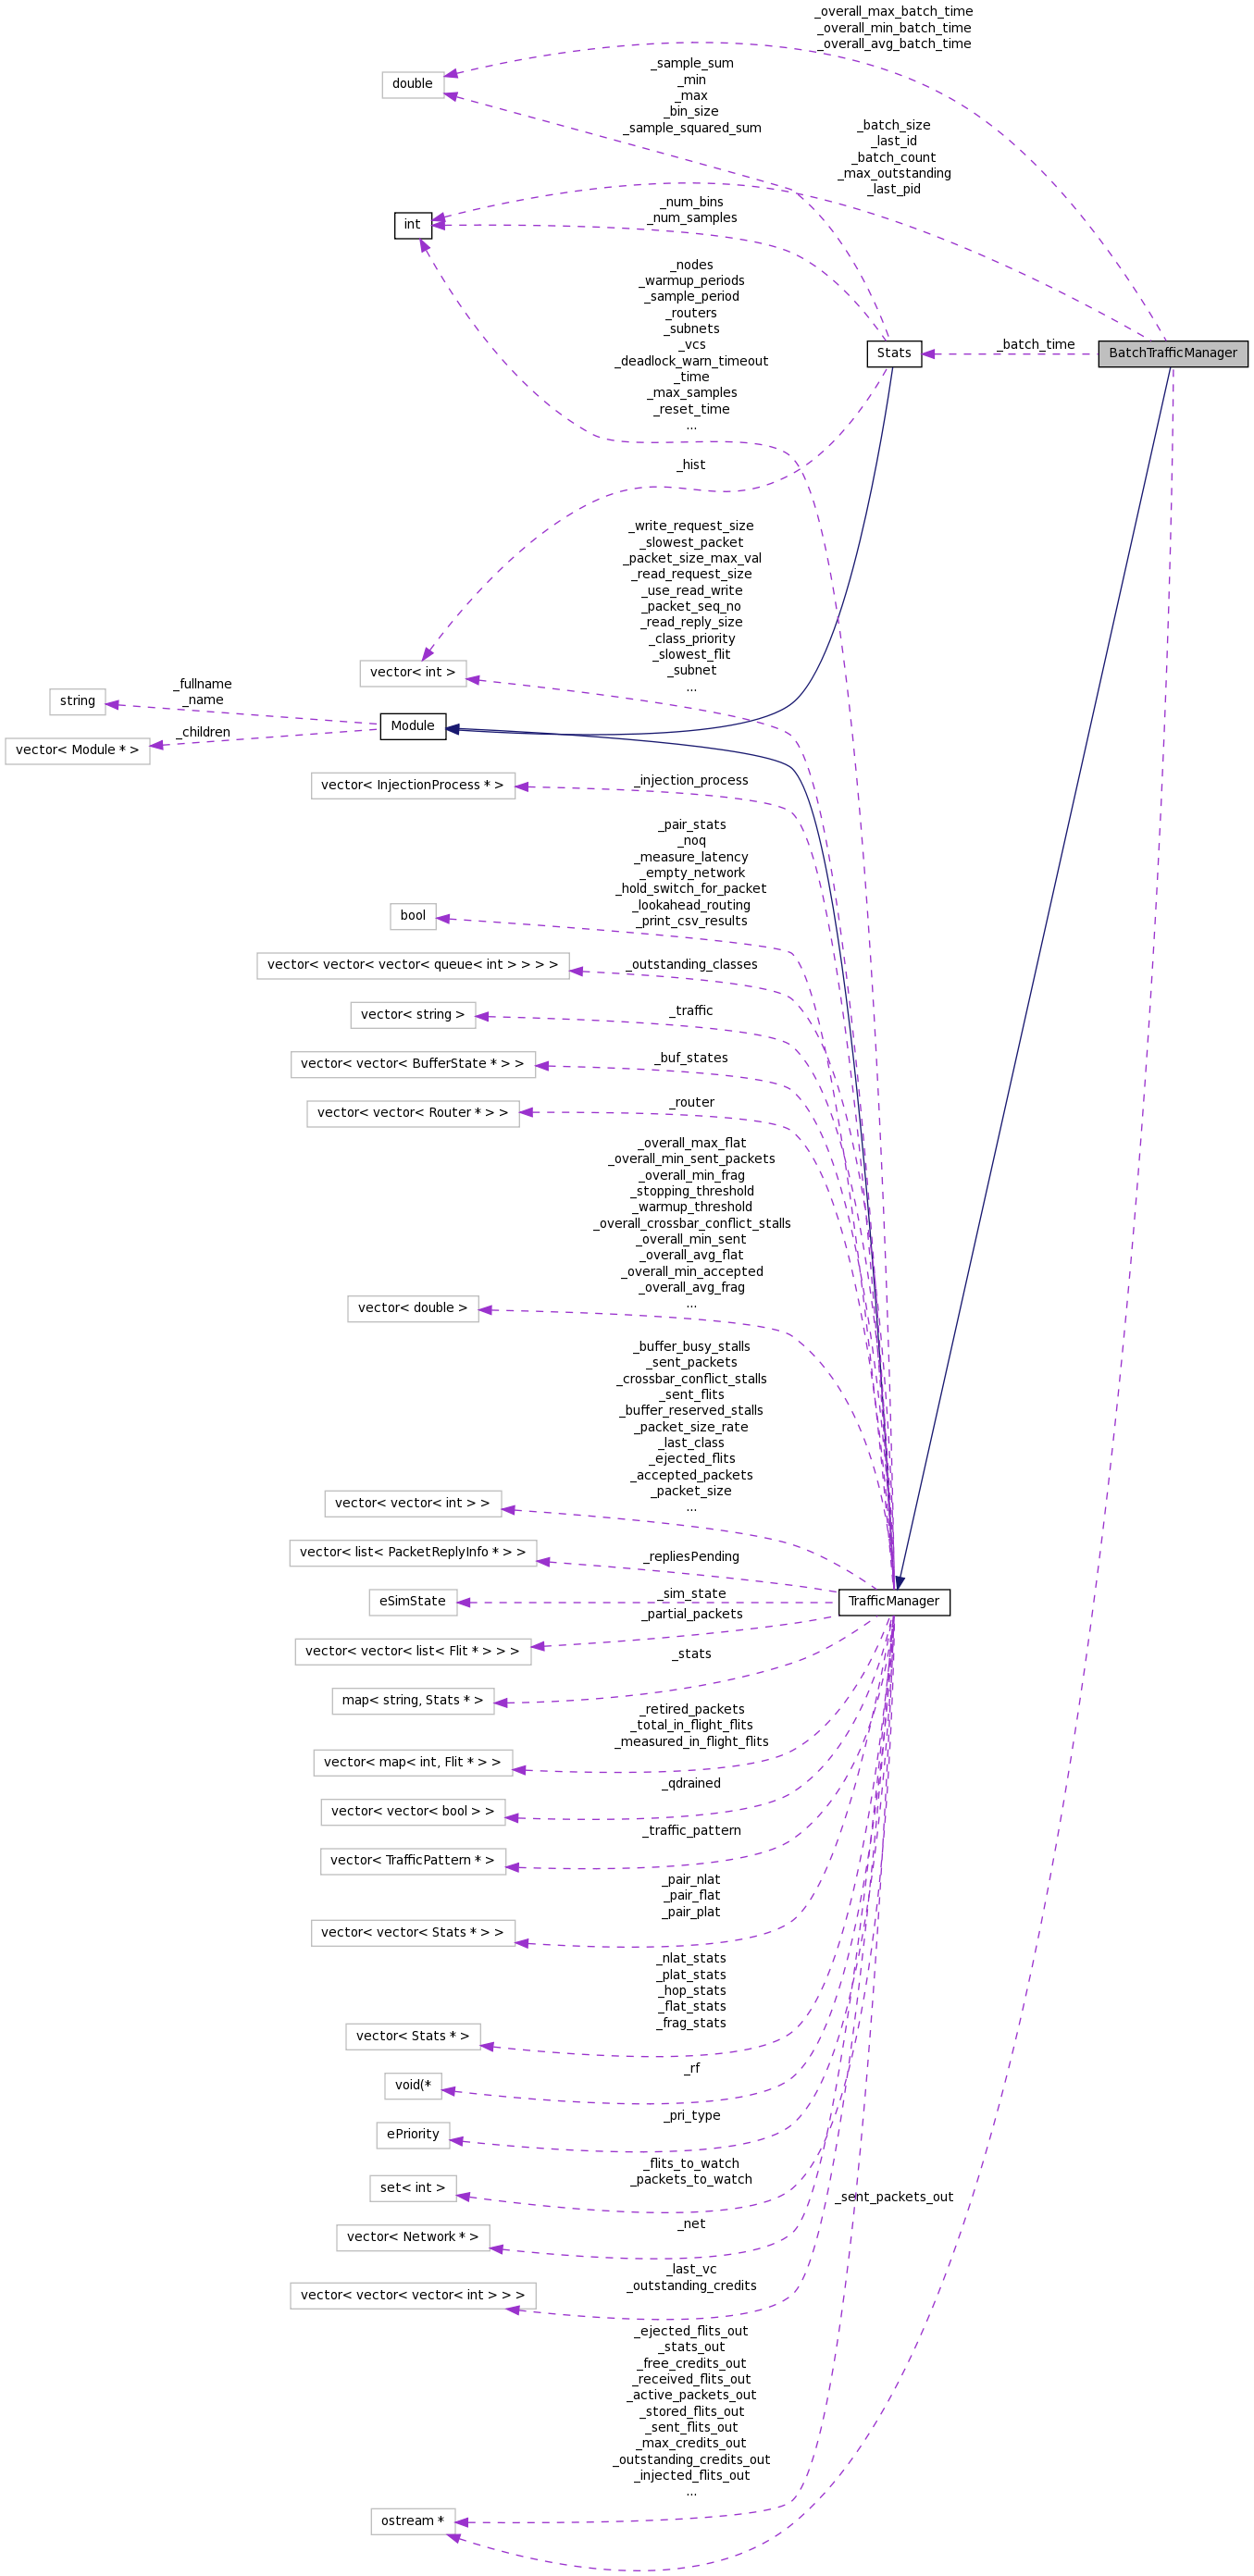 _overall_max_batch_time
_overall_min_batch_time
_overall_avg_batch_time
double
_sample_sum
_min
_max
_bin_size
_sample_squared_sum
_batch_size
_last_id
_batch_count
_max_outstanding
_last_pid
int
_num_bins
_num_samples
_nodes
_warmup_periods
_sample_period
_routers
_subnets
_vcs
_deadlock_warn_timeout
_time
_max_samples
_reset_time
...
Stats
_batch_time
BatchTrafficManager
_hist
_write_request_size
_slowest_packet
_packet_size_max_val
_read_request_size
_use_read_write
_packet_seq_no
_read_reply_size
_class_priority
_slowest_flit
_subnet
...
vector< int >
string
_fullname
_name
Module
_children
vector< Module * >
vector< InjectionProcess * >
_injection_process
_pair_stats
_noq
_measure_latency
_empty_network
_hold_switch_for_packet
_lookahead_routing
_print_csv_results
bool
vector< vector< vector< queue< int > > > >
_outstanding_classes
vector< string >
_traffic
vector< vector< BufferState * > >
_buf_states
vector< vector< Router * > >
_router
_overall_max_flat
_overall_min_sent_packets
_overall_min_frag
_stopping_threshold
_warmup_threshold
_overall_crossbar_conflict_stalls
_overall_min_sent
_overall_avg_flat
_overall_min_accepted
_overall_avg_frag
...
vector< double >
_buffer_busy_stalls
_sent_packets
_crossbar_conflict_stalls
_sent_flits
_buffer_reserved_stalls
_packet_size_rate
_last_class
_ejected_flits
_accepted_packets
_packet_size
...
vector< vector< int > >
vector< list< PacketReplyInfo * > >
_repliesPending
eSimState
_sim_state
TrafficManager
_partial_packets
vector< vector< list< Flit * > > >
_stats
map< string, Stats * >
_retired_packets
_total_in_flight_flits
_measured_in_flight_flits
vector< map< int, Flit * > >
_qdrained
vector< vector< bool > >
_traffic_pattern
vector< TrafficPattern * >
_pair_nlat
_pair_flat
_pair_plat
vector< vector< Stats * > >
_nlat_stats
_plat_stats
_hop_stats
_flat_stats
_frag_stats
vector< Stats * >
_rf
void(*
_pri_type
ePriority
_flits_to_watch
_packets_to_watch
set< int >
_sent_packets_out
_net
vector< Network * >
_last_vc
_outstanding_credits
vector< vector< vector< int > > >
_ejected_flits_out
_stats_out
_free_credits_out
_received_flits_out
_active_packets_out
_stored_flits_out
_sent_flits_out
_max_credits_out
_outstanding_credits_out
_injected_flits_out
...
ostream *